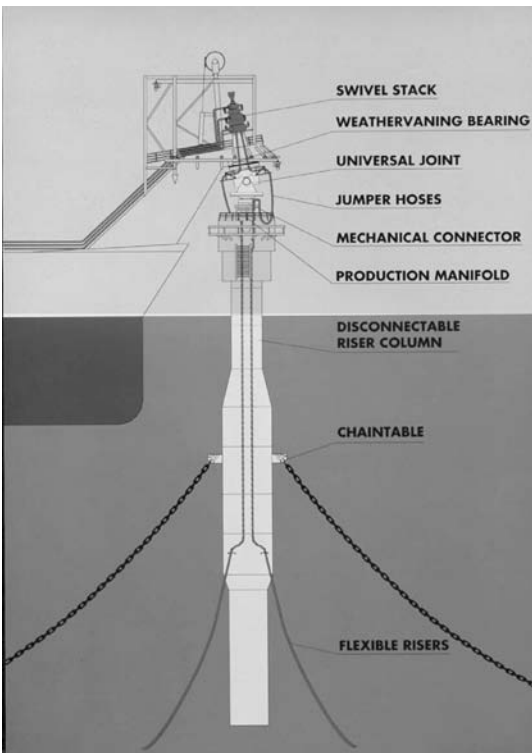 SWIVEL STACK
WEATHERVANING BEARING
UNIVERSAL JOINT
JUMPER HOSES
MECHANICAL CONNECTOR
PRODUCTION MANIFOLD
DISCONNECTABLE
RISER COLUMN
CHAINTABLE
FLEXIBLE RISERS